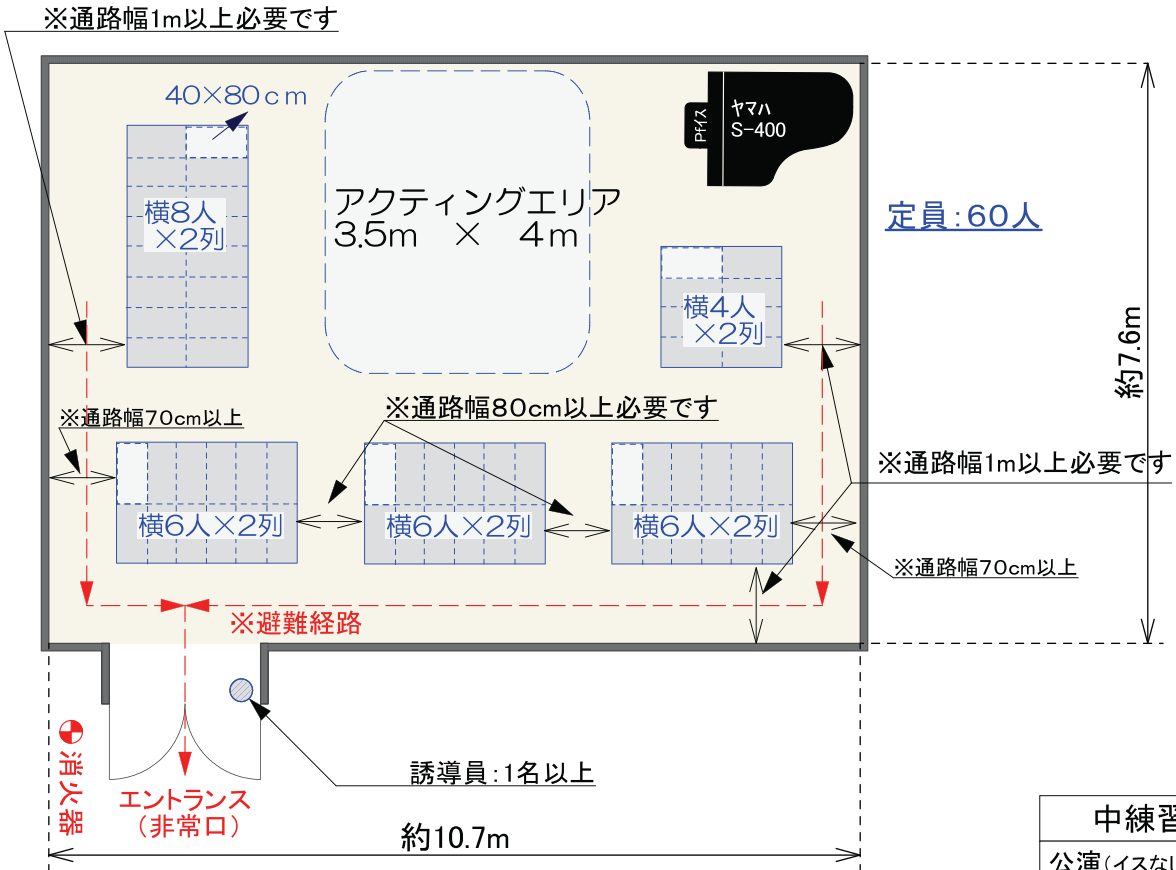 ※通路幅1m以上必要です
40×80cm
Pfイス
ヤマハ
S-400
アクティングエリア
3.5m × 4m
横8人
×2列
定員:60人
横4人
×2列
約7.6m
※通路幅70cm以上
※通路幅80cm以上必要です
※通路幅1m以上必要です
横6人×2列
横6人×2列
横6人×2列
※通路幅70cm以上
※避難経路
消火器
誘導員:1名以上
エントランス
(非常口)
約10.7m
中練習
公演(イスなし